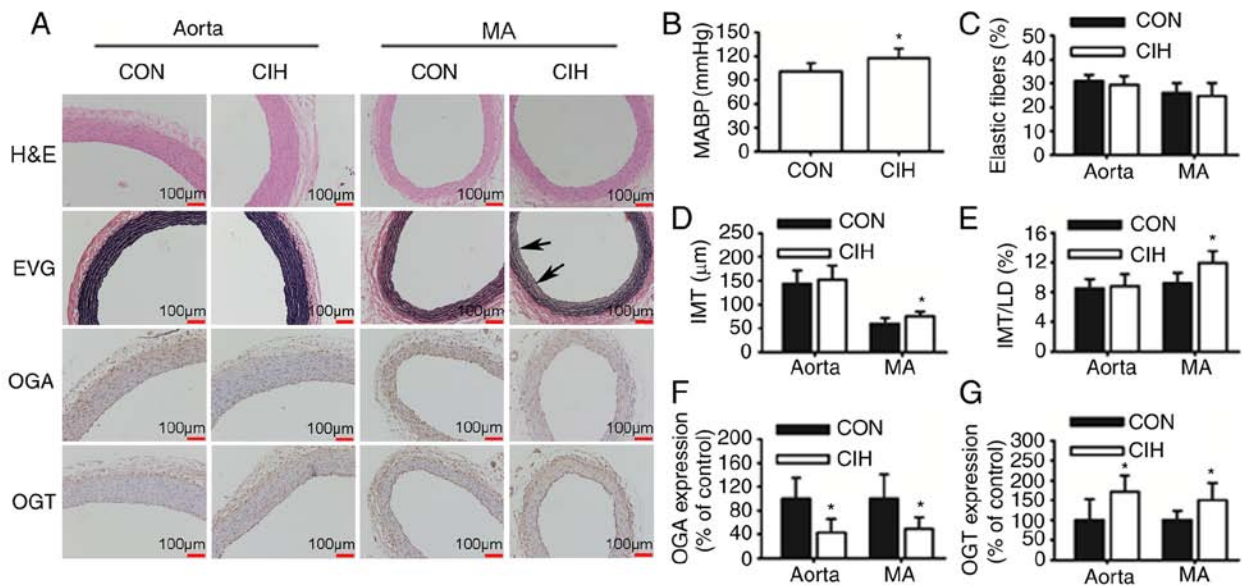 A
Aorta
MA
CON
CIH
CON
CIH
H&E
100μm
100μm
100μm
100μm
EVG
100μm
100μm
100μm
100μm
OGA
100μm
100μm
100μm
100μm
OGT
100μm
100μm
100μm
100μm
B
MABP (mmHg)
150
120
90
60
30
0
*
CON
CIH
C
Elastic fibers (%)
CON
CIH
50
40
30
20
10
0
Aorta
MA
D
IMT (μm)
CON
CIH
250
200
150
100
50
0
*
Aorta
MA
E
IMT/LD (%)
CON
CIH
16
12
8
4
0
*
Aorta
MA
F
OGA expression
(% of control)
CON
CIH
200
160
120
80
40
0
*
*
Aorta
MA
G
OGT expression
(% of control)
CON
CIH
300
250
200
150
100
50
0
*
*
Aorta
MA